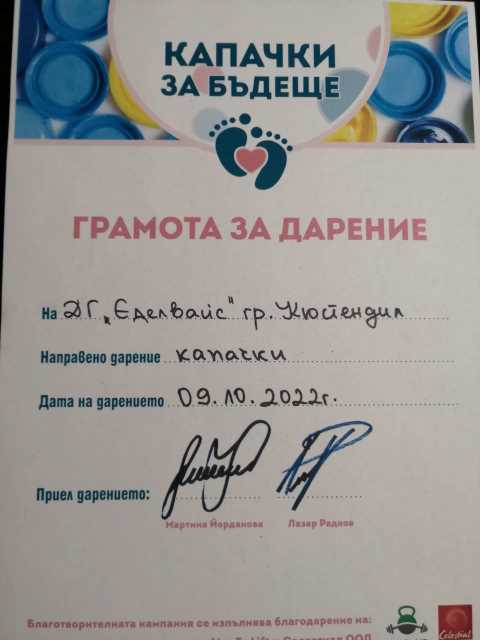 КАПАЧКИ
ЗА БЪДЕЩЕ
ГРАМОТА ЗА ДАРЕНИЕ
На ДГ "Еделвайс" гр. Кюстендил
Направено дарение капачки
Дата на дарението 09.10.2022г.
Приел дарението:
Мартина Йорданова Лазар Радков
Благотворителната кампания се изпълнява благодарение на:
Celestial